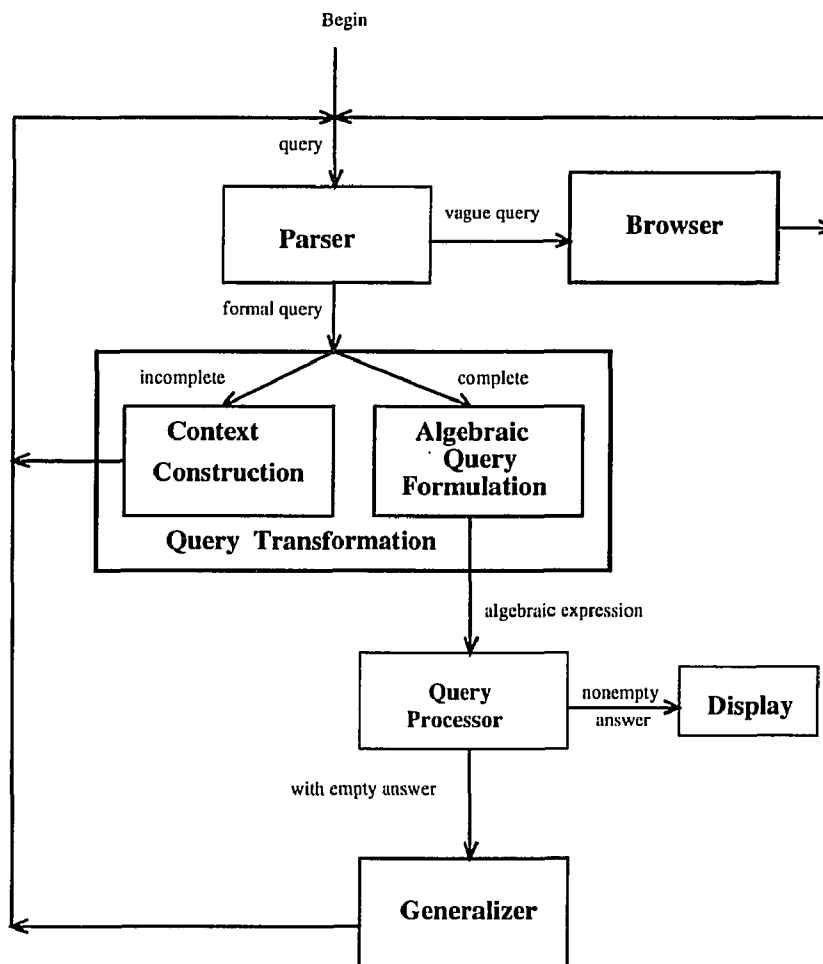 Begin
query
Parser
vague query
Browser
formal query
incomplete
complete
Context
Construction
Algebraic
Query
Formulation
Query Transformation
algebraic expression
Query
Processor
nonempty
answer
Display
with empty answer
Generalizer